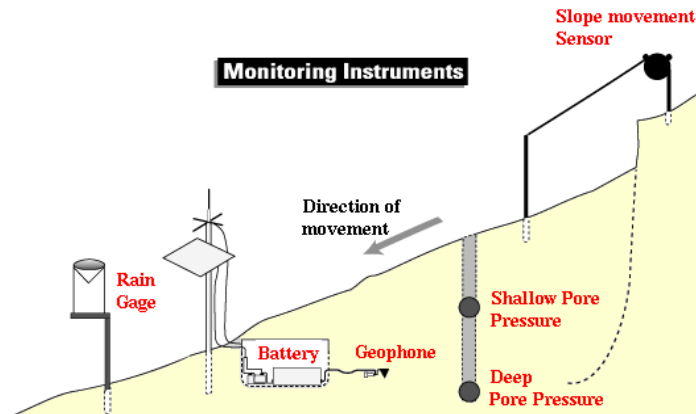 Slope movement
Sensor
Monitoring Instruments
Direction of
movement
Rain
Gage
Shallow Pore
Pressure
Battery
Geophone
Deep
Pore Pressure